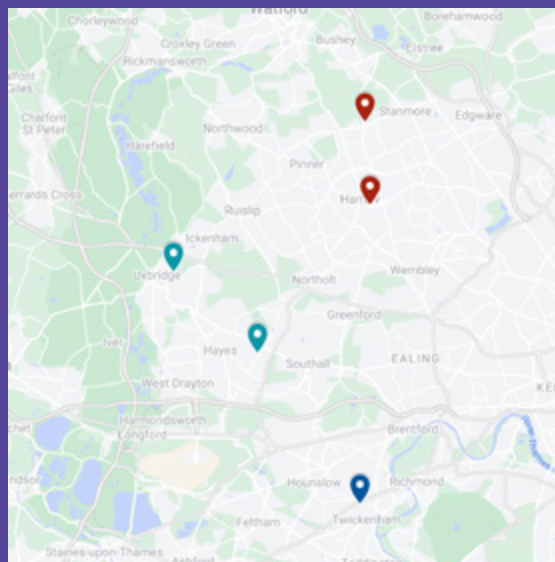 Watford
Chorleywood
Borehamwood
Croxley Green
Bushey
Elstree
Rickmansworth
Chalfont
St Peter
Stanmore
Edgware
Northwood
Harefield
Pinner
errards Cross
Ruislip
Ickenham
Uxbridge
Northolt
Wembley
Greenford
Iver
Hayes
Southall
EALING
West Drayton
Harmondsworth
Longford
Brentford
Hounslow
Richmond
Feltham
Twickenham
Staines-upon-Thames
Ashford
Teddington